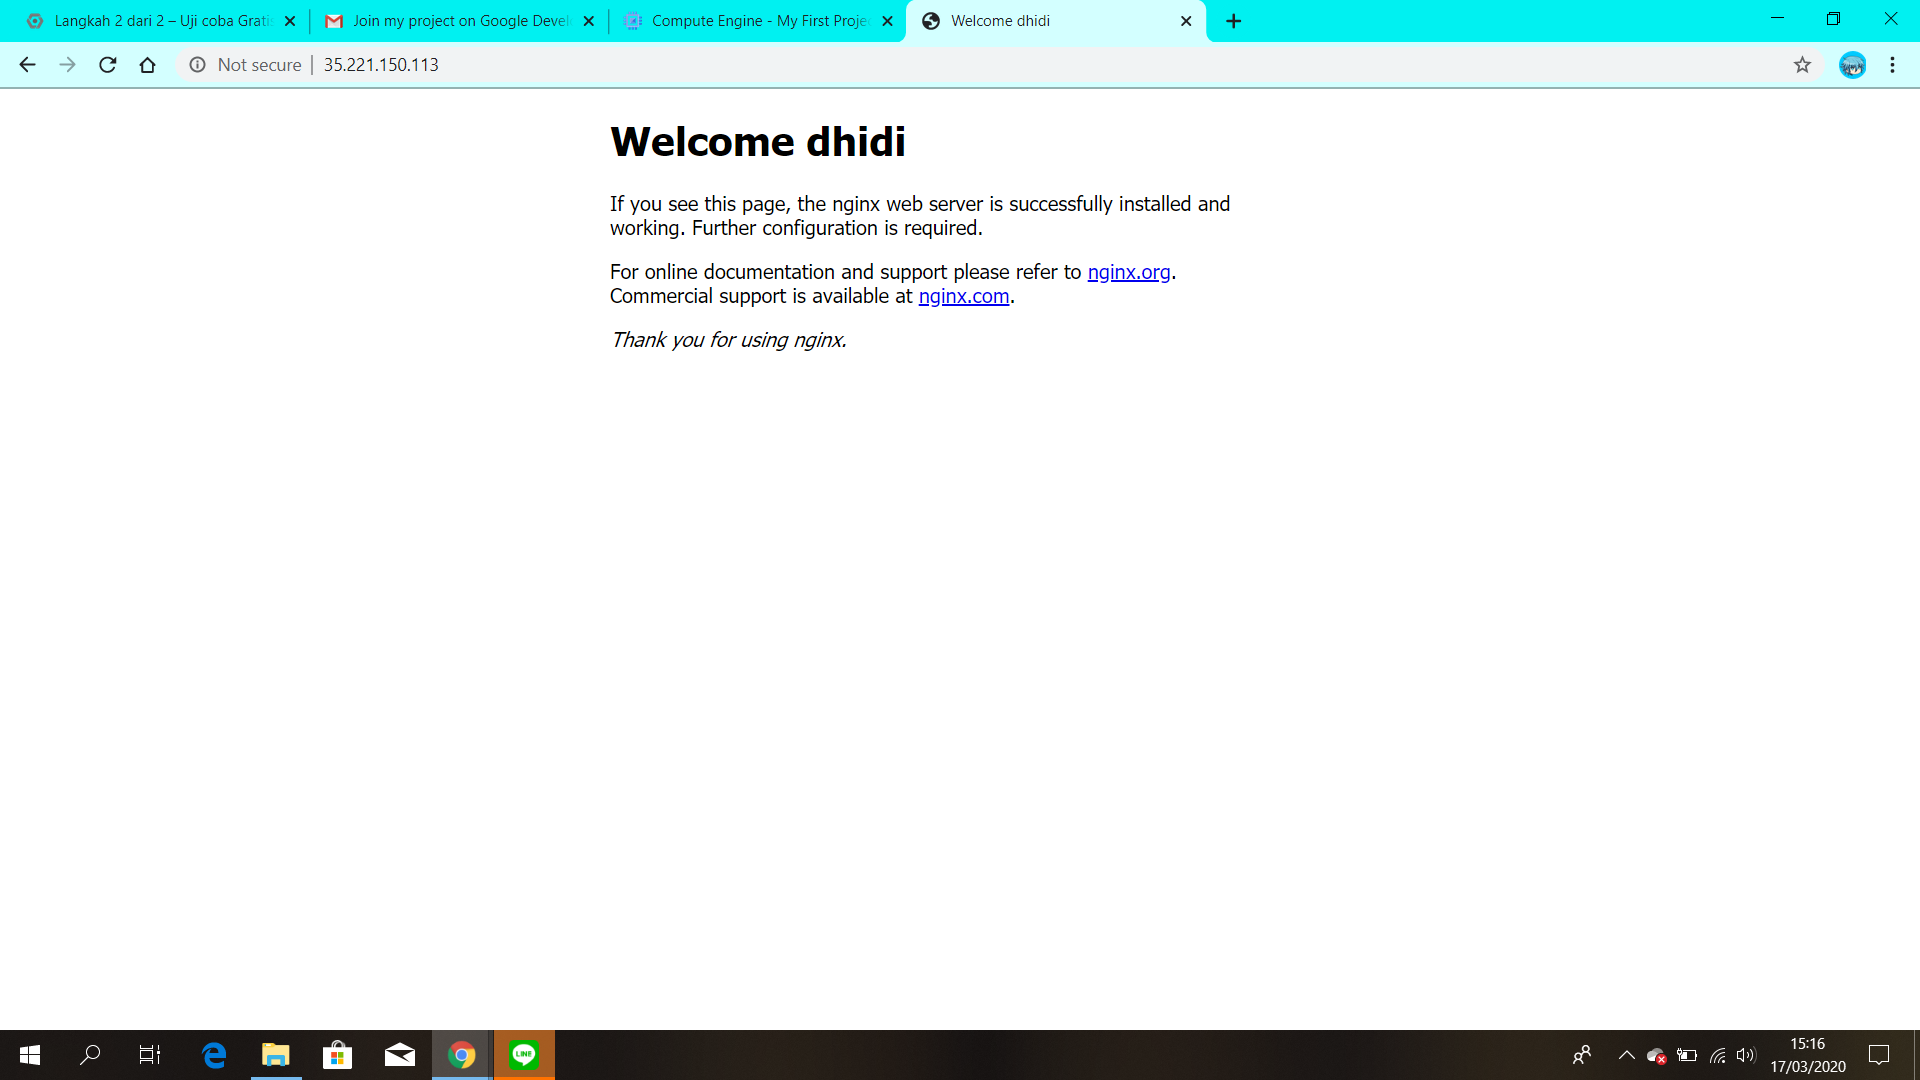 Langkah 2 dari 2 – Uji coba Gratis
Join my project on Google Devel
Compute Engine - My First Projec
Welcome dhidi
Not secure | 35.221.150.113
Welcome dhidi
If you see this page, the nginx web server is successfully installed and
working. Further configuration is required.
For online documentation and support please refer to nginx.org.
Commercial support is available at nginx.com.
Thank you for using nginx.
LINE
15:16
17/03/2020